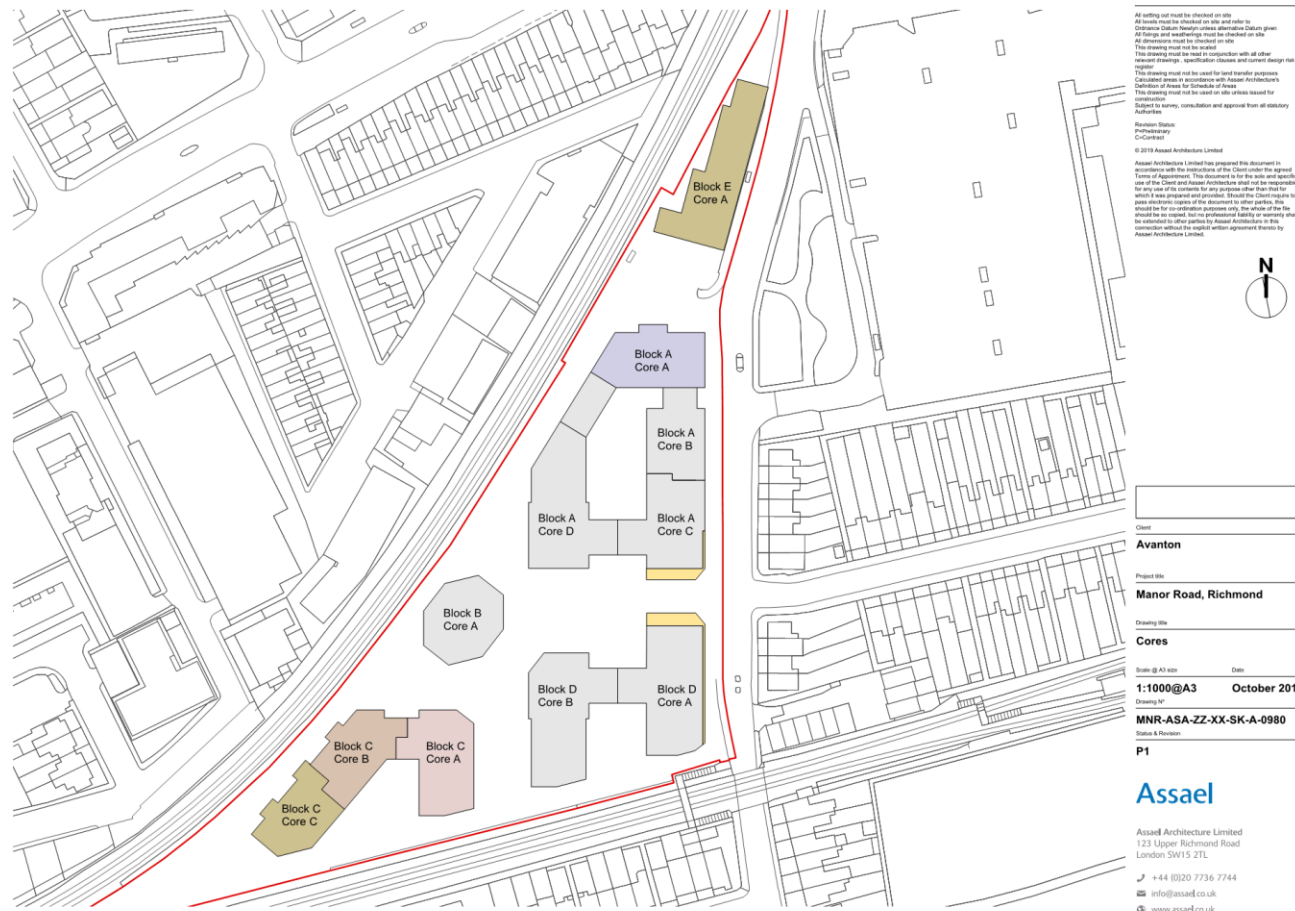 All setting out must be checked on site
All levels must be checked on site and refer to
Ordnance Datum Newlyn unless alternative Datum given
All fixings and weatherings must be checked on site
All dimensions must be checked on site
This drawing must not be scaled
This drawing must be read in conjunction with all other
relevant drawings , specification clauses and current design risk
register
This drawing must not be used for land transfer purposes
Calculated areas in accordance with Assael Architecture's
Definition of Areas for Schedule of Areas
This drawing must not be used on site unless issued for
construction
Subject to survey, consultation and approval from all statutory
Authorities
Revision Status:
P=Preliminary
C=Contract
© 2019 Assael Architecture Limited
Assael Architecture Limited has prepared this document in
accordance with the instructions of the Client under the agreed
Terms of Appointment. This document is for the sole and specific
use of the Client and Assael Architecture shall not be responsible
for any use of its contents for any purpose other than that for
which it was prepared and provided. Should the Client require to
pass electronic copies of the document to other parties, this
should be for co-ordination purposes only, the whole of the file
should be so copied, but no professional liability or warranty shal
be extended to other parties by Assael Architecture in this
connection without the explicit written agreement thereto by
Assael Architecture Limited.
N
Block E
Core A
Block A
Core A
Block A
Core B
Block A
Core D
Block A
Core C
Block B
Core A
Block D
Core B
Block D
Core A
Block C
Core B
Block C
Core A
Block C
Core C
Client
Avanton
Project title
Manor Road, Richmond
Drawing title
Cores
Scale @ A3 size Date
1:1000@A3 October 201
Drawing N°
MNR-ASA-ZZ-XX-SK-A-0980
Status & Revision
P1
Assael
Assael Architecture Limited
123 Upper Richmond Road
London SW15 2TL
+44 (0)20 7736 7744
info@assael.co.uk
www.assael.co.uk